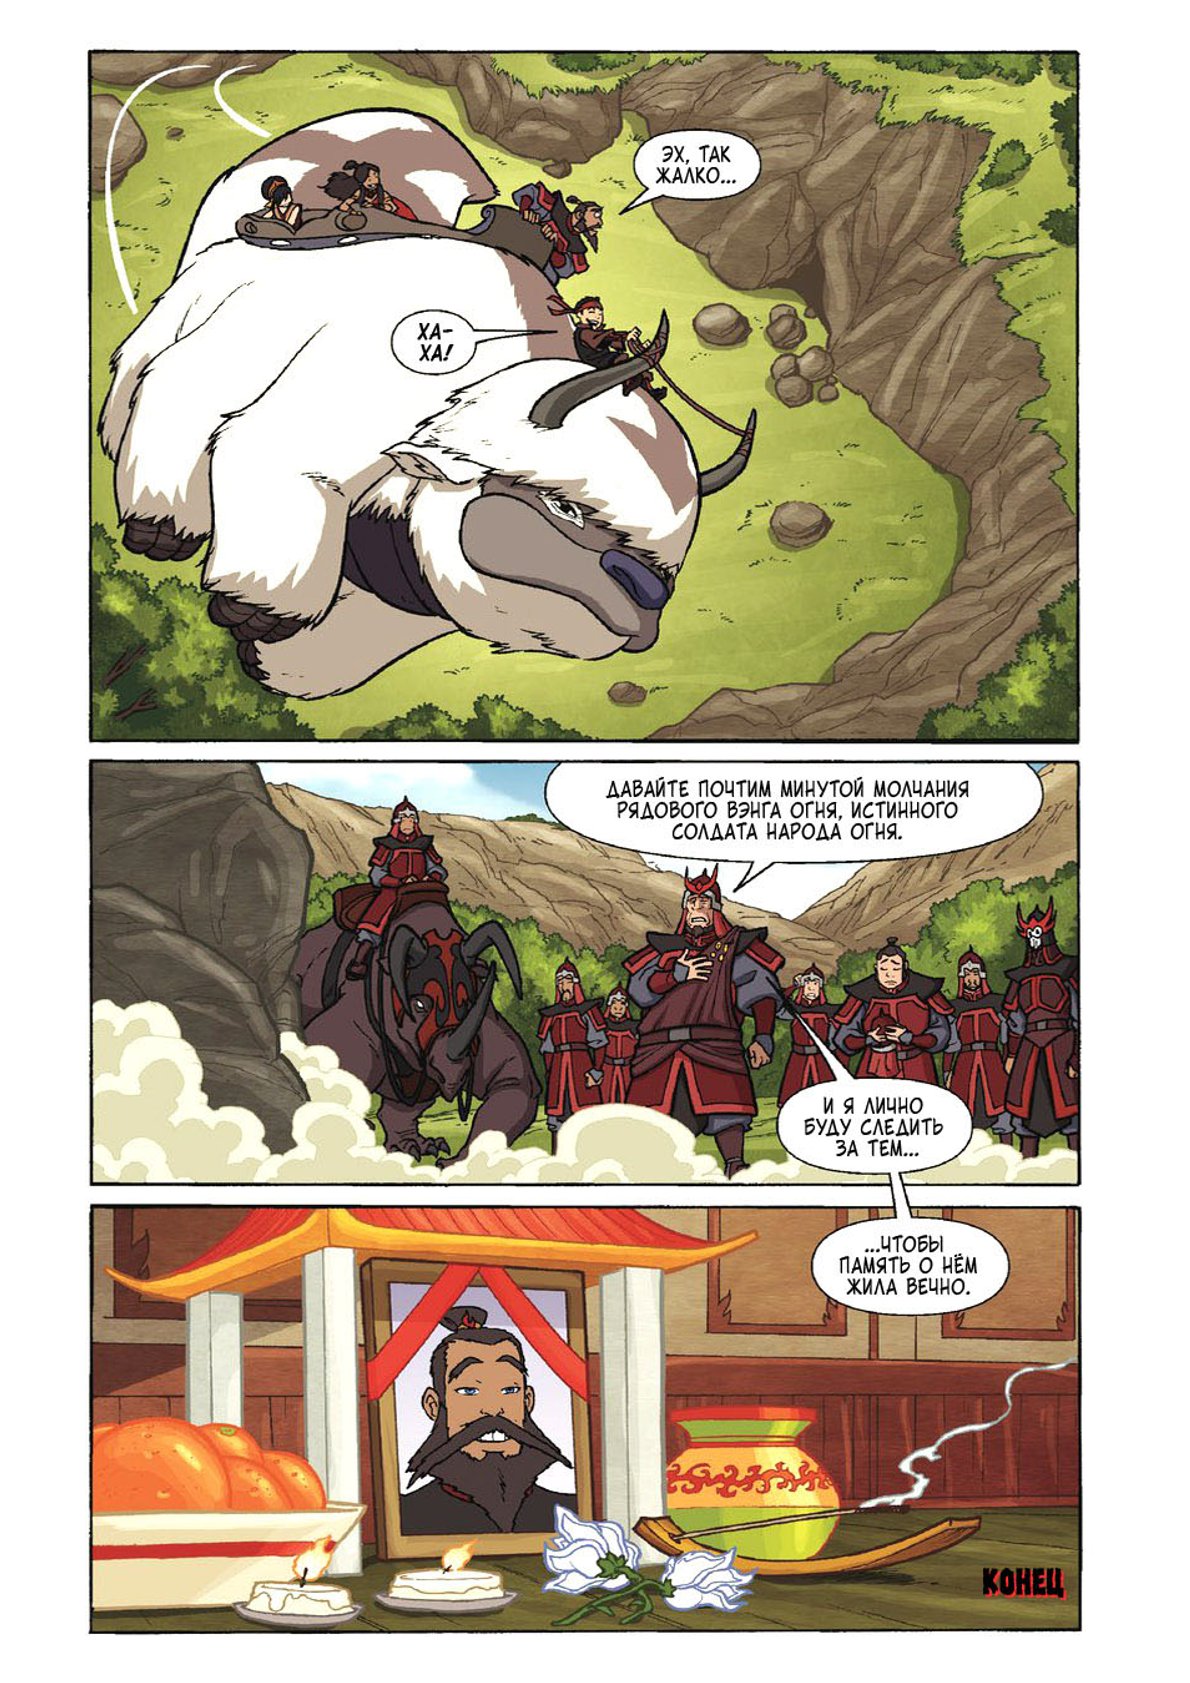 ЭХ, ТАК
ЖАЛКО...
ХА-
ХА!
ДАВАЙТЕ ПОЧТИМ МИНУТОЙ МОЛЧАНИЯ
РЯДОВОГО ВЭНГА ОГНЯ, ИСТИННОГО
СОЛДАТА НАРОДА ОГНЯ.
И Я ЛИЧНО
БУДУ СЛЕДИТЬ
ЗА ТЕМ...
...ЧТОБЫ
ПАМЯТЬ О НЁМ
ЖИЛА ВЕЧНО.
КОНЕЦ